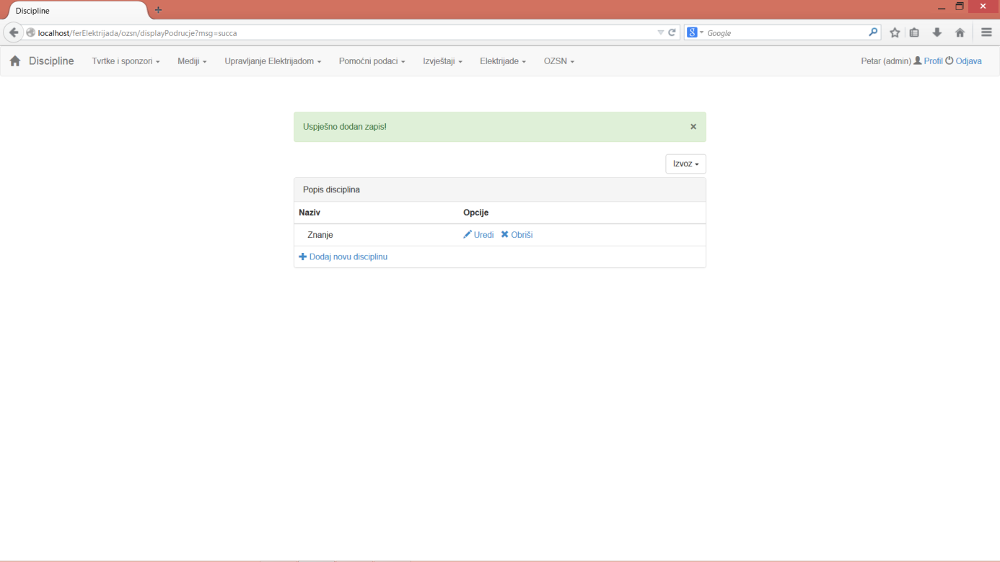 Discipline
localhost/ferElektrijada/ozsn/displayPodrucje?msg=succa
8 Google
Discipline Tvrtke i sponzori Mediji Upravljanje Elektrijadom Pomoćni podaci Izvještaji Elektrijade OZSN Petar (admin) Profil Odjava
Uspješno dodan zapis! ×
Izvoz
Popis disciplina
Naziv Opcije
Znanje Uredi Obriši
Dodaj novu disciplinu